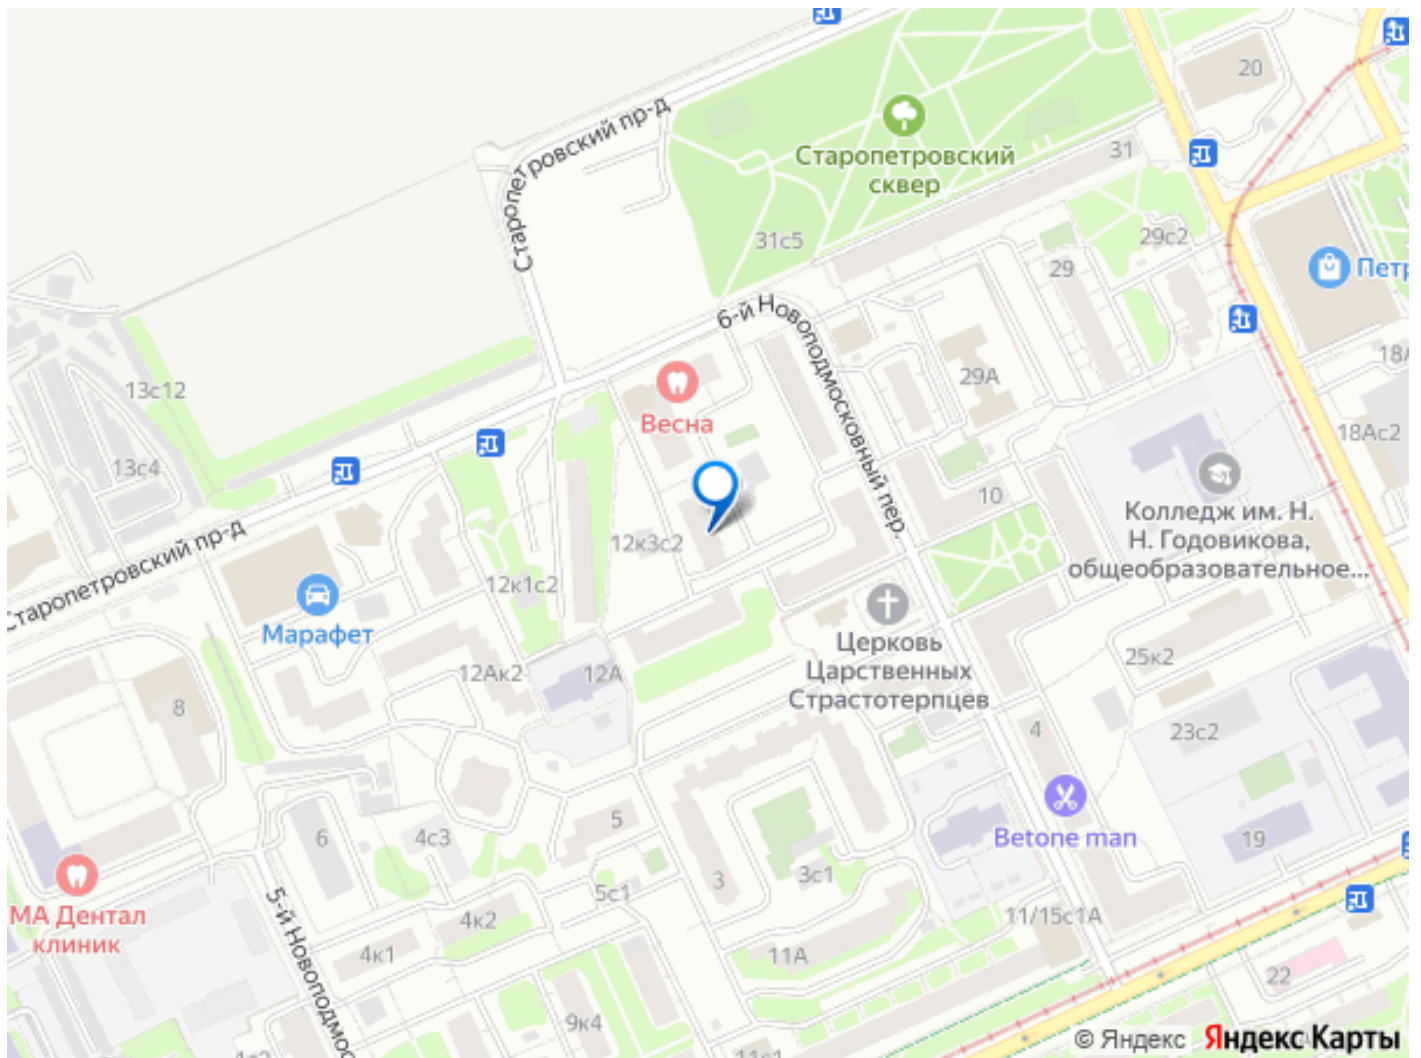 20
Старопетровский пр-д
Старопетровский
сквер
31
31с5
29с2
29
Петр
6-й Новоподмосковный пер.
18А
13с12
29А
Весна
18Ас2
13с4
10
Колледж им. Н.
Н. Годовикова,
общеобразовательное...
12к3с2
Старопетровский пр-д
12к1с2
Марафет
Церковь
Царственных
Страстотерпцев
25к2
12Ак2
12А
8
4
23с2
5
6
4с3
Betone man
19
3
3с1
5с1
МА Дентал
клиник
5-й Новоподмос
4к2
11/15с1А
4к1
11А
22
9к4
1с2
11с1
© Яндекс Яндекс Карты